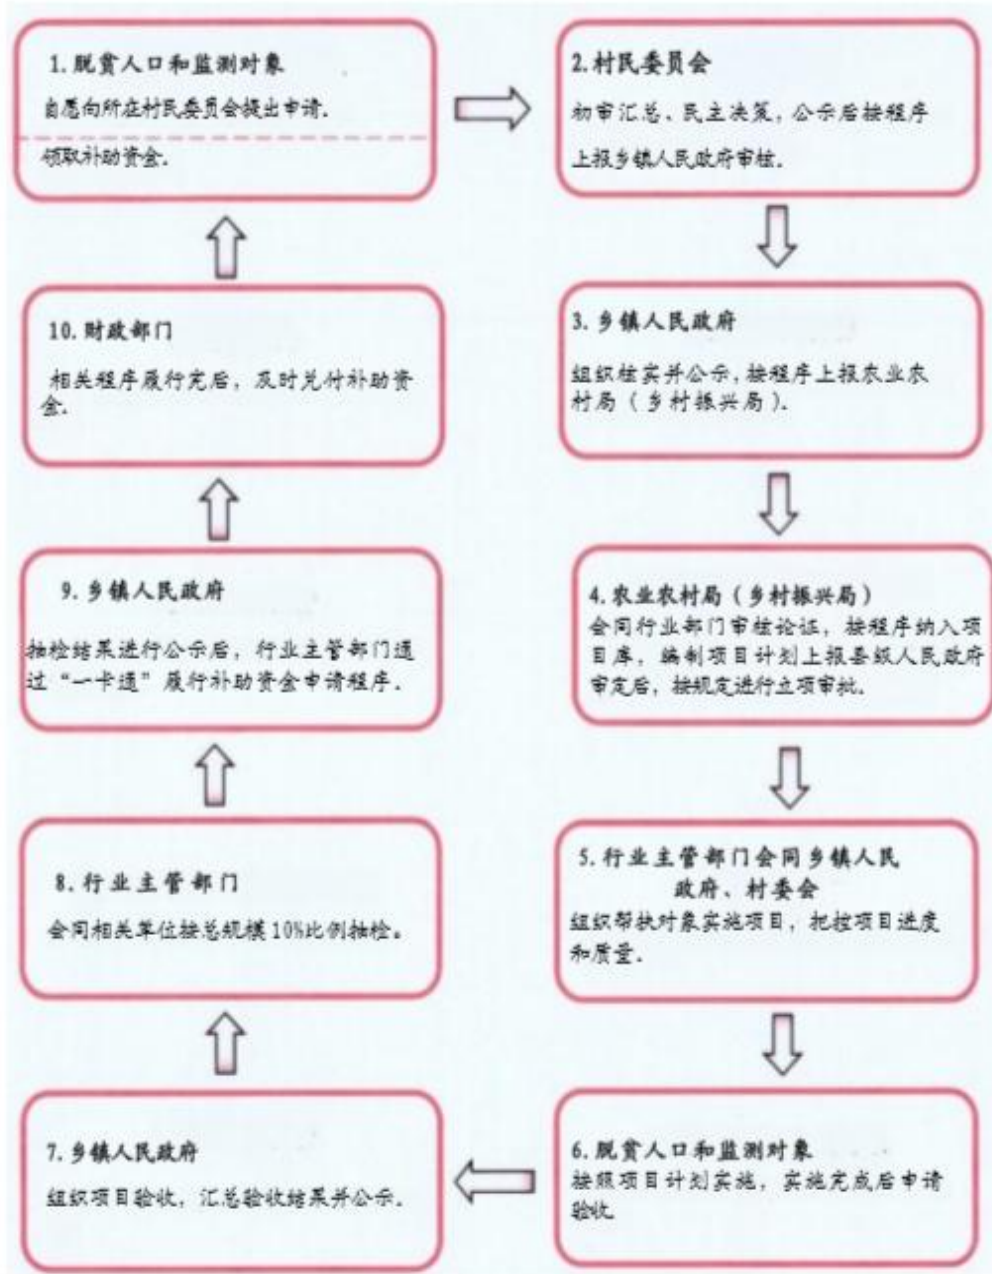 1.脱贫人口和监测对象
自愿向所在村民委员会提出申请.
领取补助资金.
2.村民委员会
初审汇总、民主决策，公示后按程序
上报乡镇人民政府审核.
3.乡镇人民政府
组织核实并公示,按程序上报农业农
村局（乡村振兴局).
4.农业农村局（乡村振兴局）
会同行业部门审核论证，按程序纳入项
目库，编制项目计划上报县级人民政府
审定后，按规定进行立项审批.
5.行业主管部门会同乡镇人民
政府、村委会
组织帮扶对象实施项目，把控项目进度
和质量.
6.脱贫人口和监测对象
按照项目计划实施，实施完成后申请
验收
7.乡镇人民政府
组织项目验收，汇总验收结果并公示.
8.行业主管部门
会同相关单位按总规模10%比例抽检。
9.乡镇人民政府
抽检结果进行公示后，行业主管部门通
过“一卡通”履行补助资金申请程序.
10.财政部门
相关程序履行完后，及时兑付补助资
金.